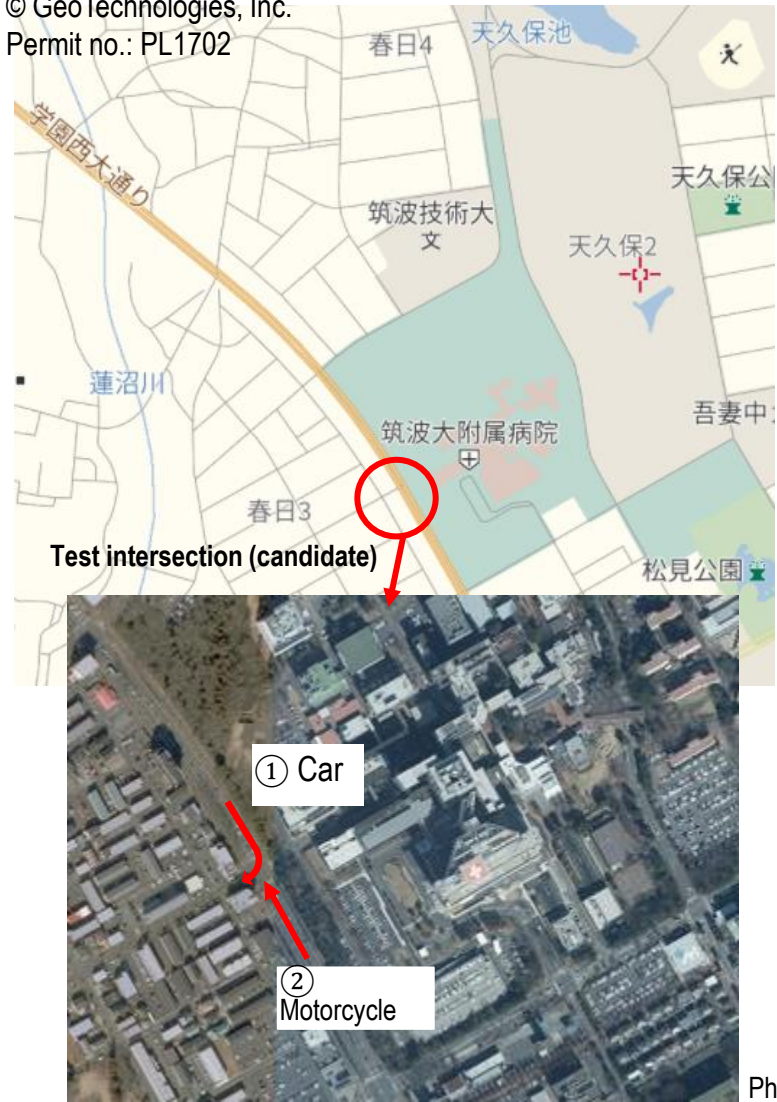 © GeoTechnologies, Inc.
Permit no.: PL1702
春日4
天久保池
学園西大通り
天久保公
筑波技術大
文
天久保2
蓮沼川
筑波大附属病院
吾妻中
春日3
Test intersection (candidate)
松見公園
① Car
②
Motorcycle
Ph